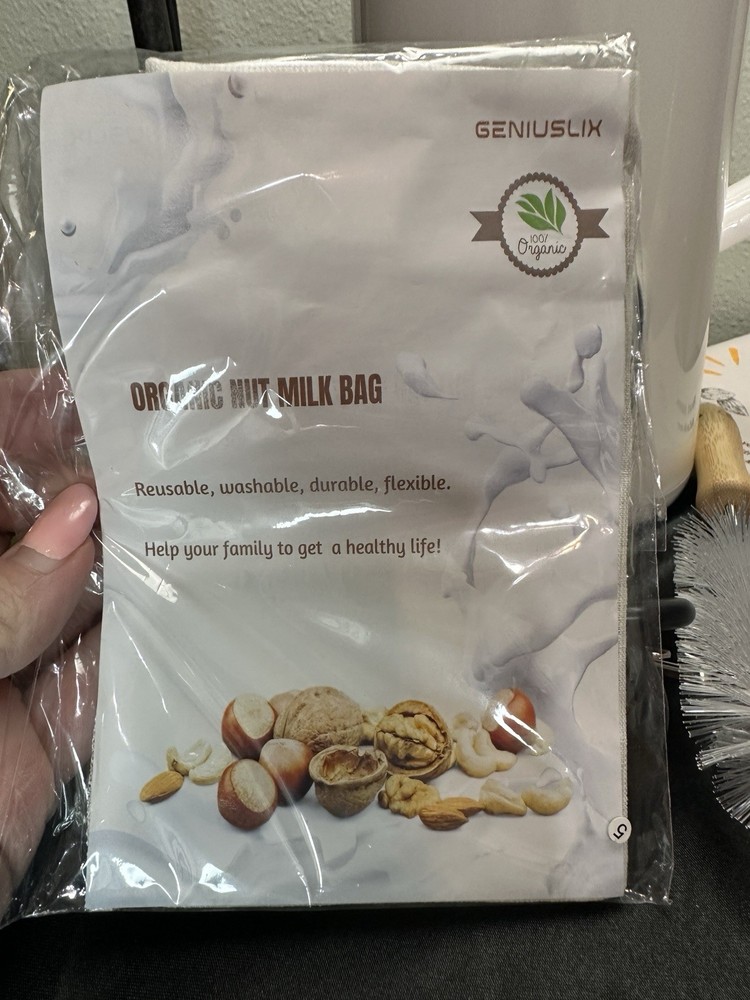 GENIUSLIX
100%
Organic
ORGANIC NUT MILK BAG
Reusable, washable, durable, flexible.
Help your family to get a healthy life!
5